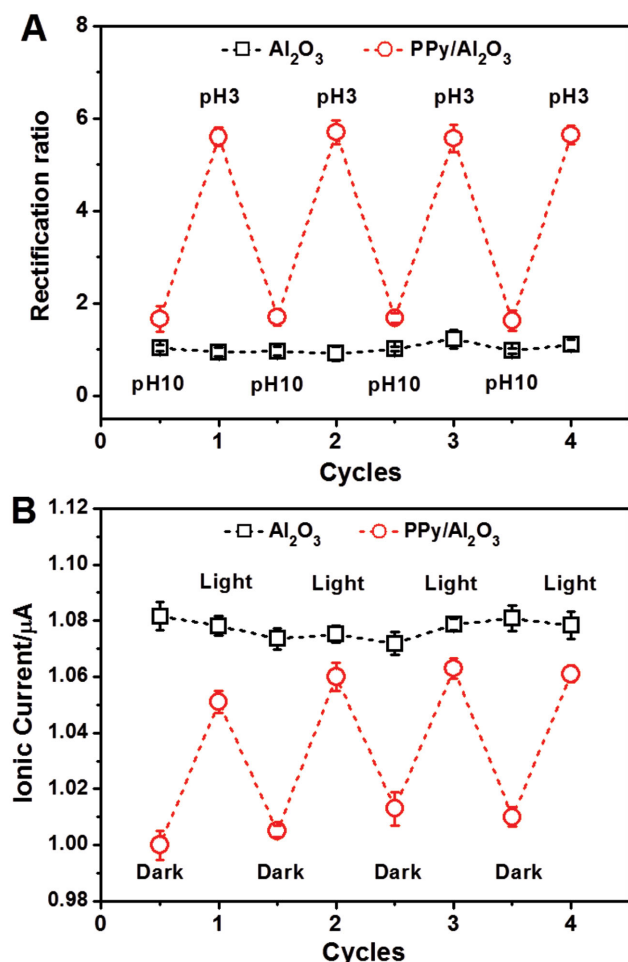 A
Al₂O₃ PPy/Al₂O₃
8
pH3 pH3 pH3 pH3
6
Rectification ratio
4
2
0
pH10 pH10 pH10 pH10
0 1 2 3 4
Cycles
B
1.12
Al₂O₃ PPy/Al₂O₃
1.10
Light Light Light Light
1.08
1.06
Ionic Current/μA
1.04
1.02
1.00
Dark Dark Dark Dark
0.98
0 1 2 3 4
Cycles